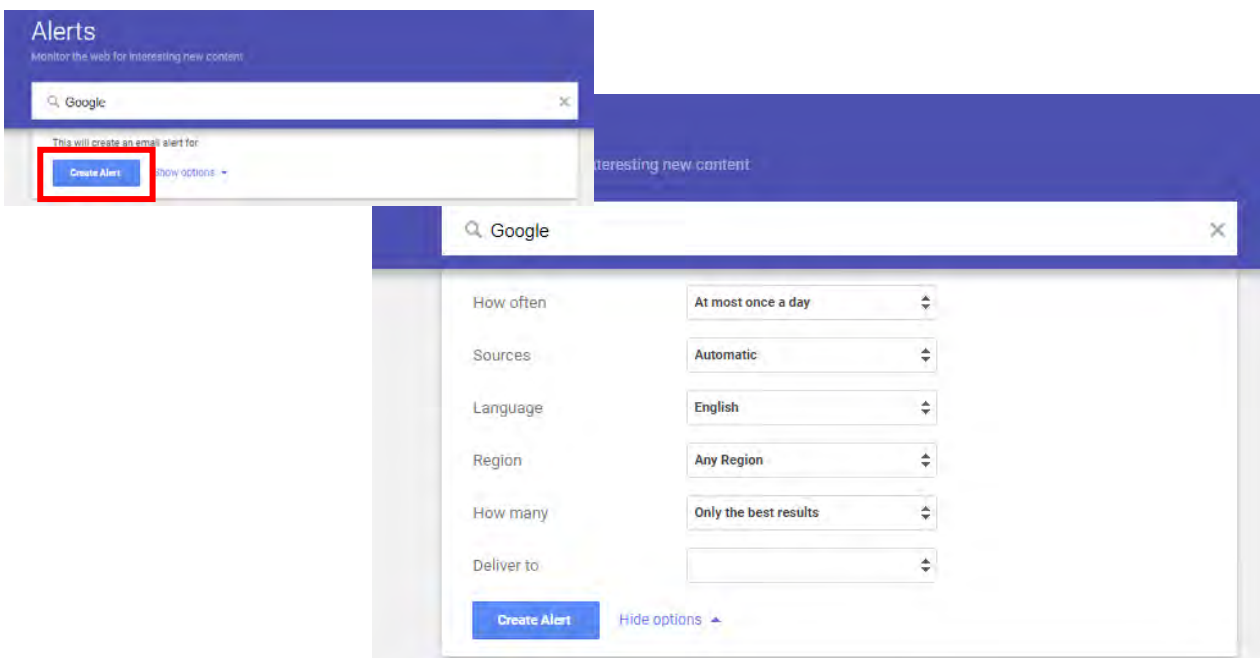 Alerts
Monitor the web for interesting new content
Google
This will create an email alert for
Create Alert Show options
teresting new content
Google
How often At most once a day
Sources Automatic
Language English
Region Any Region
How many Only the best results
Deliver to
Create Alert Hide options